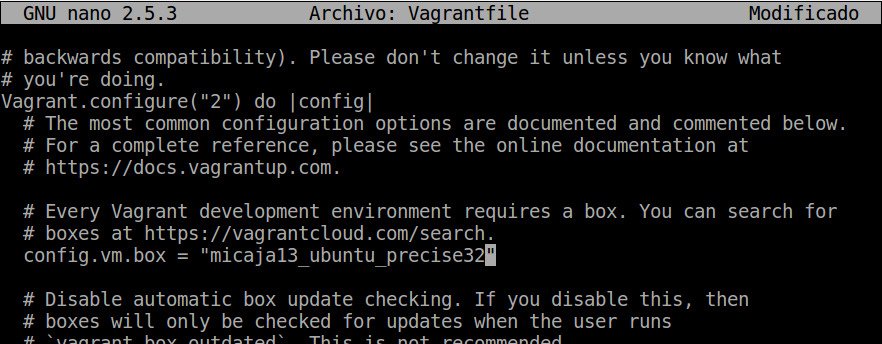 GNU nano 2.5.3 Archivo: Vagrantfile Modificado
# backwards compatibility). Please don't change it unless you know what
# you're doing.
Vagrant.configure("2") do |config|
# The most common configuration options are documented and commented below.
# For a complete reference, please see the online documentation at
# https://docs.vagrantup.com.
# Every Vagrant development environment requires a box. You can search for
# boxes at https://vagrantcloud.com/search.
config.vm.box = "micaja13_ubuntu_precise32"
# Disable automatic box update checking. If you disable this, then
# boxes will only be checked for updates when the user runs
# `vagrant box outdated`. This is not recommended.